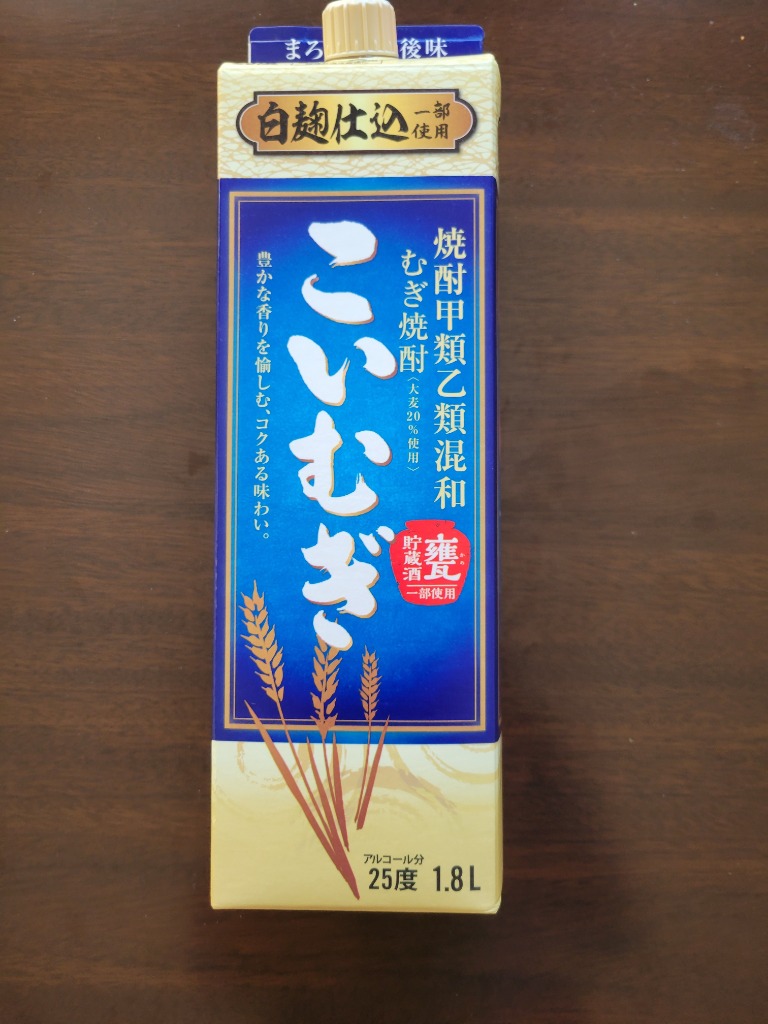 まろ
後味
白麹仕込 一部使用
焼酎甲類乙類混和
むぎ焼酎〈大麦20%使用〉
こいむぎ
豊かな香りを愉しむ、コクある味わい。
甕 かめ
貯蔵酒
一部使用
アルコール分
25度 1.8L